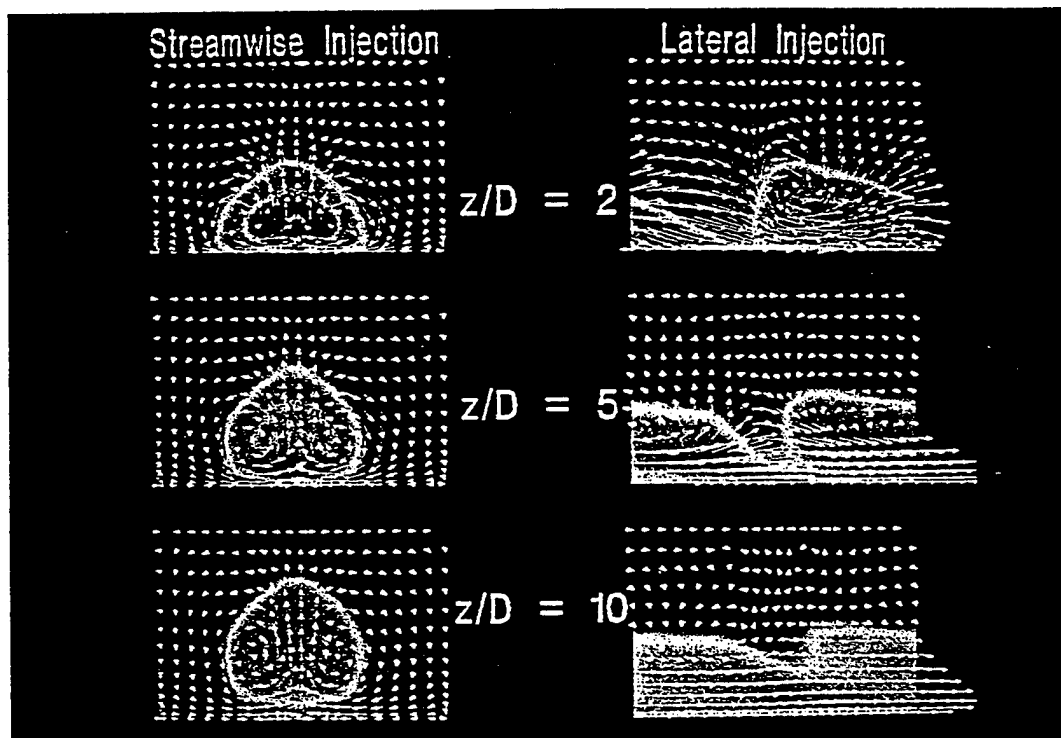 Streamwise Injection
Lateral Injection
z/D = 2
z/D = 5
z/D = 10